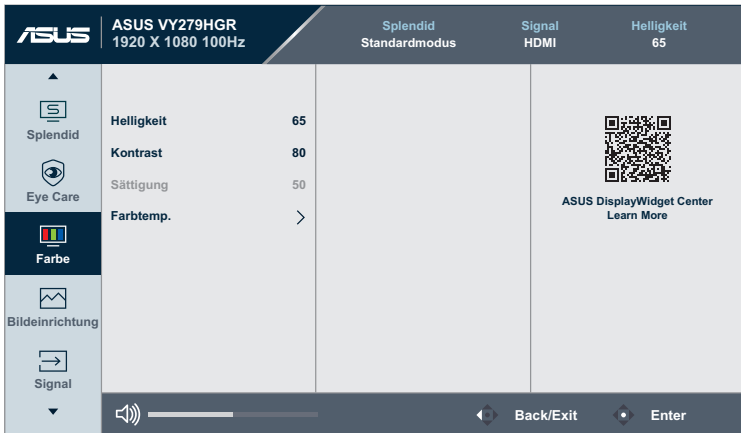 ASUS
ASUS VY279HGR
1920 X 1080 100Hz
Splendid
Standardmodus
Signal
HDMI
Helligkeit
65
Splendid
Eye Care
Farbe
Bildeinrichtung
Signal
Helligkeit 65
Kontrast 80
Sättigung 50
Farbtemp.
ASUS DisplayWidget Center
Learn More
Back/Exit
Enter